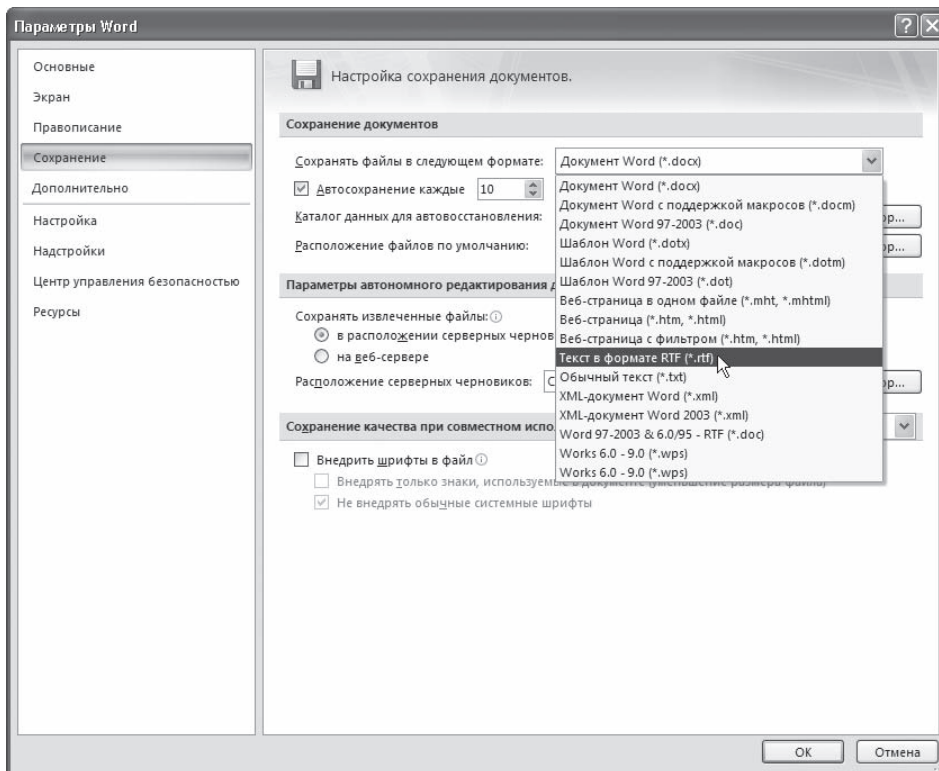 Параметры Word
Основные
Экран
Правописание
Сохранение
Дополнительно
Настройка
Надстройки
Центр управления безопасностью
Ресурсы
Настройка сохранения документов.
Сохранение документов
Сохранять файлы в следующем формате: Документ Word (*.docx)
Автосохранение каждые 10
Каталог данных для автовосстановления:
Расположение файлов по умолчанию:
Документ Word (*.docx)
Документ Word с поддержкой макросов (*.docm)
Документ Word 97-2003 (*.doc)
Шаблон Word (*.dotx)
Шаблон Word с поддержкой макросов (*.dotm)
Шаблон Word 97-2003 (*.dot)
Веб-страница в одном файле (*.mht, *.mhtml)
Веб-страница (*.htm, *.html)
Веб-страница с фильтром (*.htm, *.html)
Текст в формате RTF (*.rtf)
Обычный текст (*.txt)
XML-документ Word (*.xml)
XML-документ Word 2003 (*.xml)
Word 97-2003 & 6.0/95 - RTF (*.doc)
Works 6.0 - 9.0 (*.wps)
Works 6.0 - 9.0 (*.wps)
Параметры автономного редактирования
Сохранять извлеченные файлы:
в расположении серверных
на веб-сервере
Расположение серверных черновиков:
Сохранение качества при совместном
Внедрить шрифты в файл
Внедрять только знаки, используемые в документе (уменьшение размера файла)
Не внедрять обычные системные шрифты
ОК Отмена